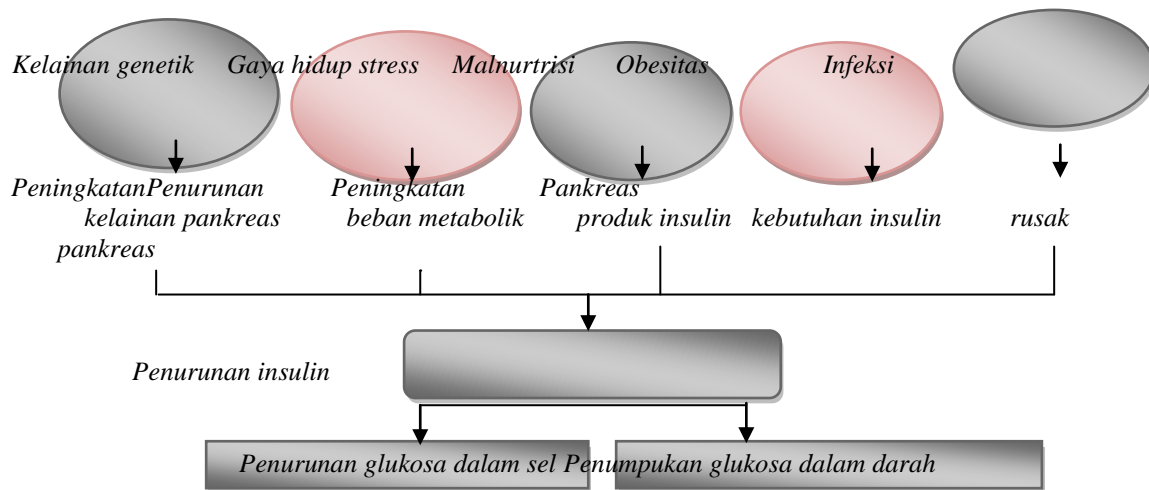 Kelainan genetik Gaya hidup stress Malnurtrisi Obesitas Infeksi
PeningkatanPenurunan Peningkatan Pankreas
kelainan pankreas beban metabolik produk insulin kebutuhan insulin rusak
pankreas
Penurunan insulin
Penurunan glukosa dalam sel Penumpukan glukosa dalam darah